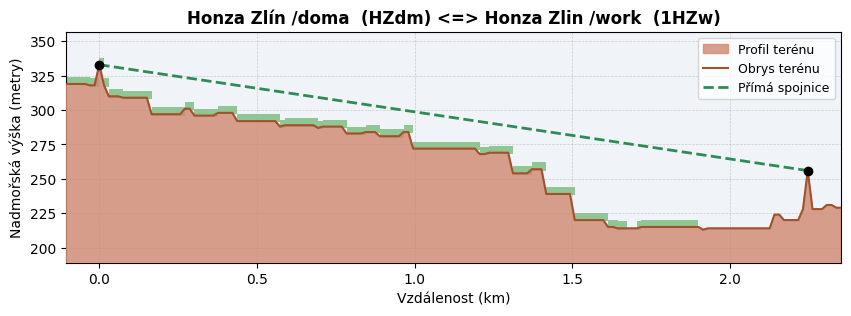 Honza Zlín /doma  (HZdm) <=> Honza Zlin /work  (1HZw)
Nadmořská výška (metry)
350
325
300
275
250
225
200
Profil terénu
Obrys terénu
Přímá spojnice
0.0 0.5 1.0 1.5 2.0
Vzdálenost (km)